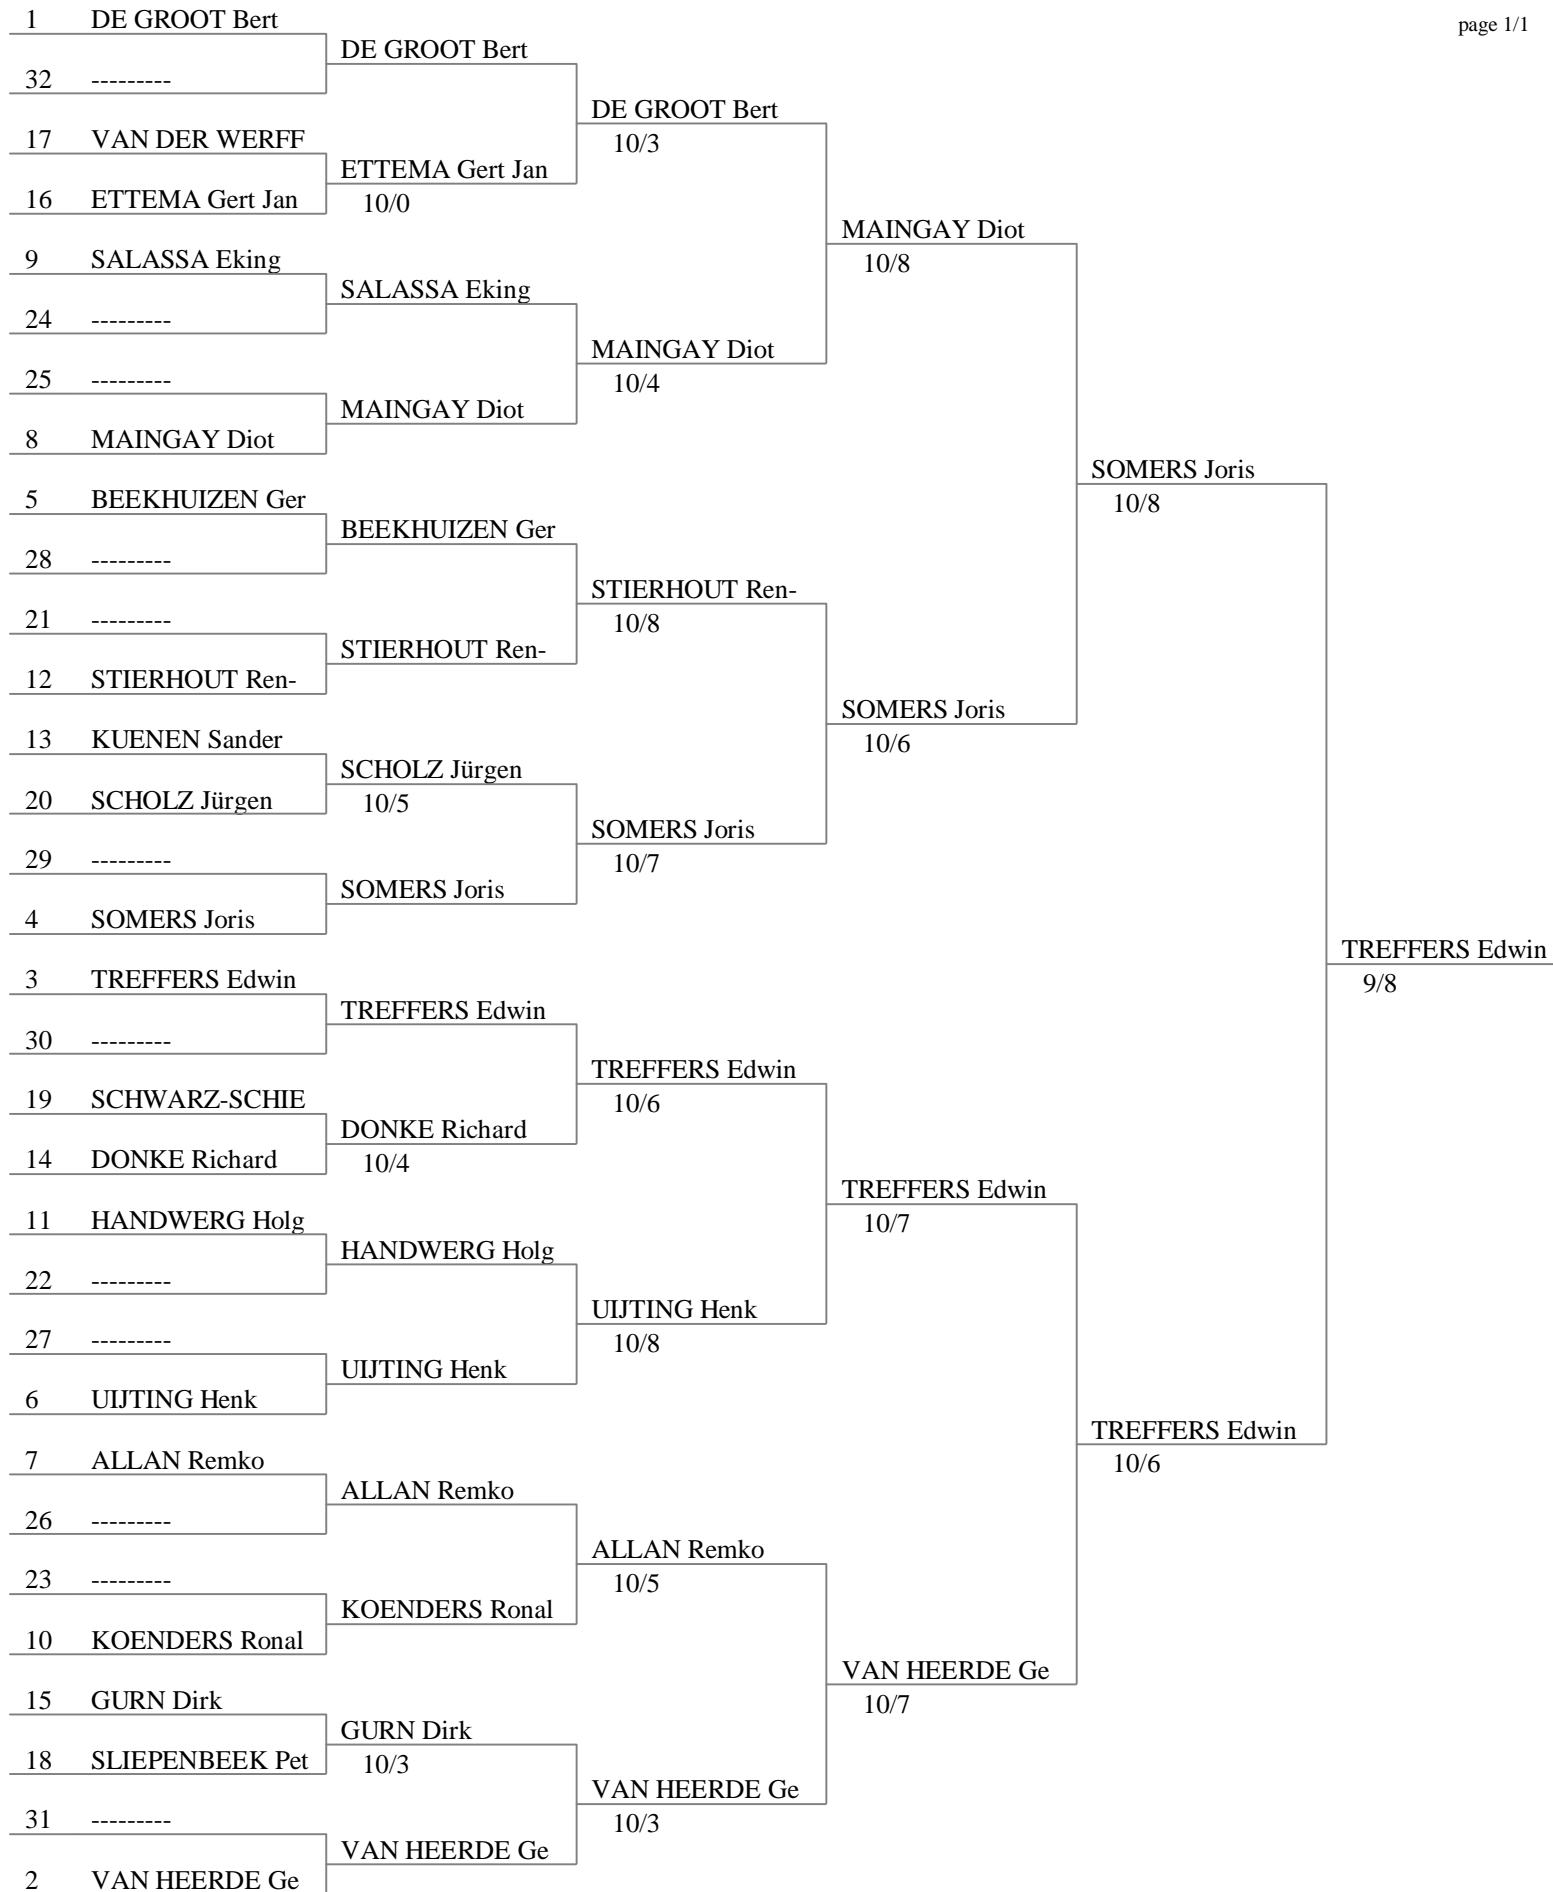 page 1/1
1 DE GROOT Bert
DE GROOT Bert
32 ---------
DE GROOT Bert
10/3
17 VAN DER WERFF
ETTEMA Gert Jan
10/0
16 ETTEMA Gert Jan
MAINGAY Diot
10/8
9 SALASSA Eking
SALASSA Eking
24 ---------
MAINGAY Diot
10/4
25 ---------
MAINGAY Diot
8 MAINGAY Diot
SOMERS Joris
10/8
5 BEEKHUIZEN Ger
BEEKHUIZEN Ger
28 ---------
STIERHOUT Ren-
10/8
21 ---------
STIERHOUT Ren-
12 STIERHOUT Ren-
SOMERS Joris
10/6
13 KUENEN Sander
SCHOLZ Jürgen
10/5
20 SCHOLZ Jürgen
SOMERS Joris
10/7
29 ---------
SOMERS Joris
4 SOMERS Joris
TREFFERS Edwin
9/8
3 TREFFERS Edwin
TREFFERS Edwin
30 ---------
TREFFERS Edwin
10/6
19 SCHWARZ-SCHIE
DONKE Richard
10/4
14 DONKE Richard
TREFFERS Edwin
10/7
11 HANDWERG Holg
HANDWERG Holg
22 ---------
UIJTING Henk
10/8
27 ---------
UIJTING Henk
6 UIJTING Henk
TREFFERS Edwin
10/6
7 ALLAN Remko
ALLAN Remko
26 ---------
ALLAN Remko
10/5
23 ---------
KOENDERS Ronal
10 KOENDERS Ronal
VAN HEERDE Ge
10/7
15 GURN Dirk
GURN Dirk
10/3
18 SLIEPENBEEK Pet
VAN HEERDE Ge
10/3
31 ---------
VAN HEERDE Ge
2 VAN HEERDE Ge